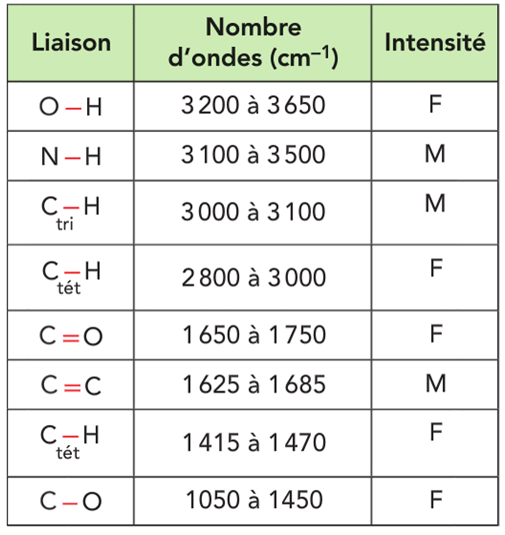 Liaison Nombre d'ondes (cm⁻¹) Intensité
O–H 3 200 à 3 650 F
N–H 3 100 à 3 500 M
C–H tri 3 000 à 3 100 M
C–H tét 2 800 à 3 000 F
C=O 1 650 à 1 750 F
C=C 1 625 à 1 685 M
C–H tét 1 415 à 1 470 F
C–O 1050 à 1450 F